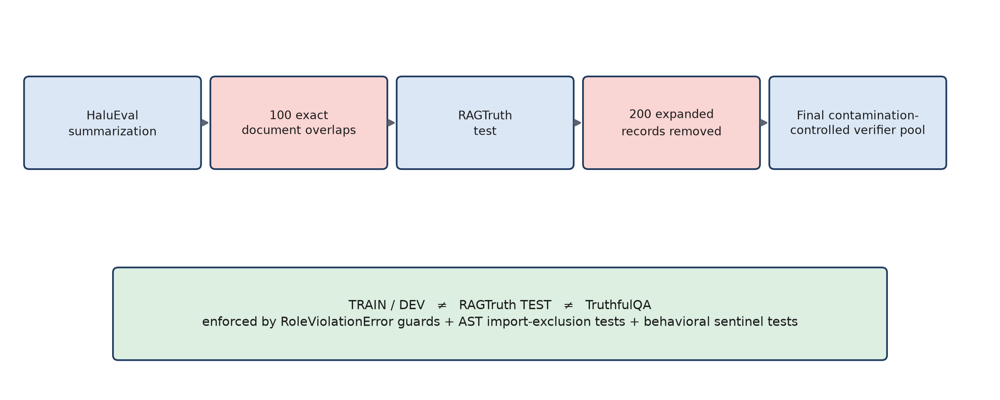 HaluEval
summarization
100 exact
document overlaps
RAGTruth
test
200 expanded
records removed
Final contamination-
controlled verifier pool
TRAIN / DEV ≠ RAGTruth TEST ≠ TruthfulQA
enforced by RoleViolationError guards + AST import-exclusion tests + behavioral sentinel tests